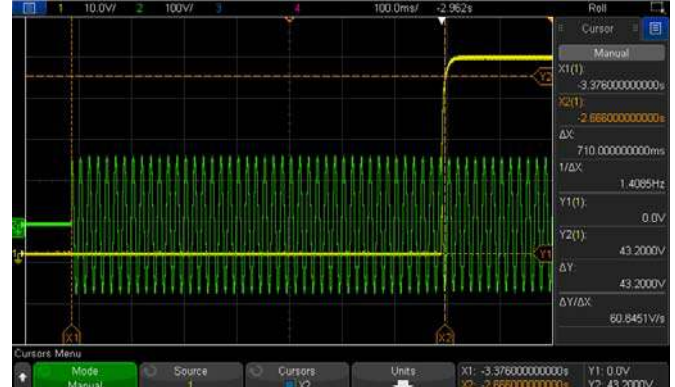 1 10.0V/ 2 100V/ 3 4 100.0ms/ -2.962s Roll
Cursor
Manual
X1(1):
-3.376000000000s
X2(1):
-2.666000000000s
ΔX:
710.000000000ms
1/ΔX:
1.4085Hz
Y1(1):
0.0V
Y2(1):
43.2000V
ΔY:
43.2000V
ΔY/ΔX:
60.8451V/s
Y2
Y1
X1 X2
Cursors Menu
Mode Source Cursors Units X1: -3.376000000000s Y1: 0.0V
Manual 1 Y2 X2: -2.666000000000s Y2: 43.2000V